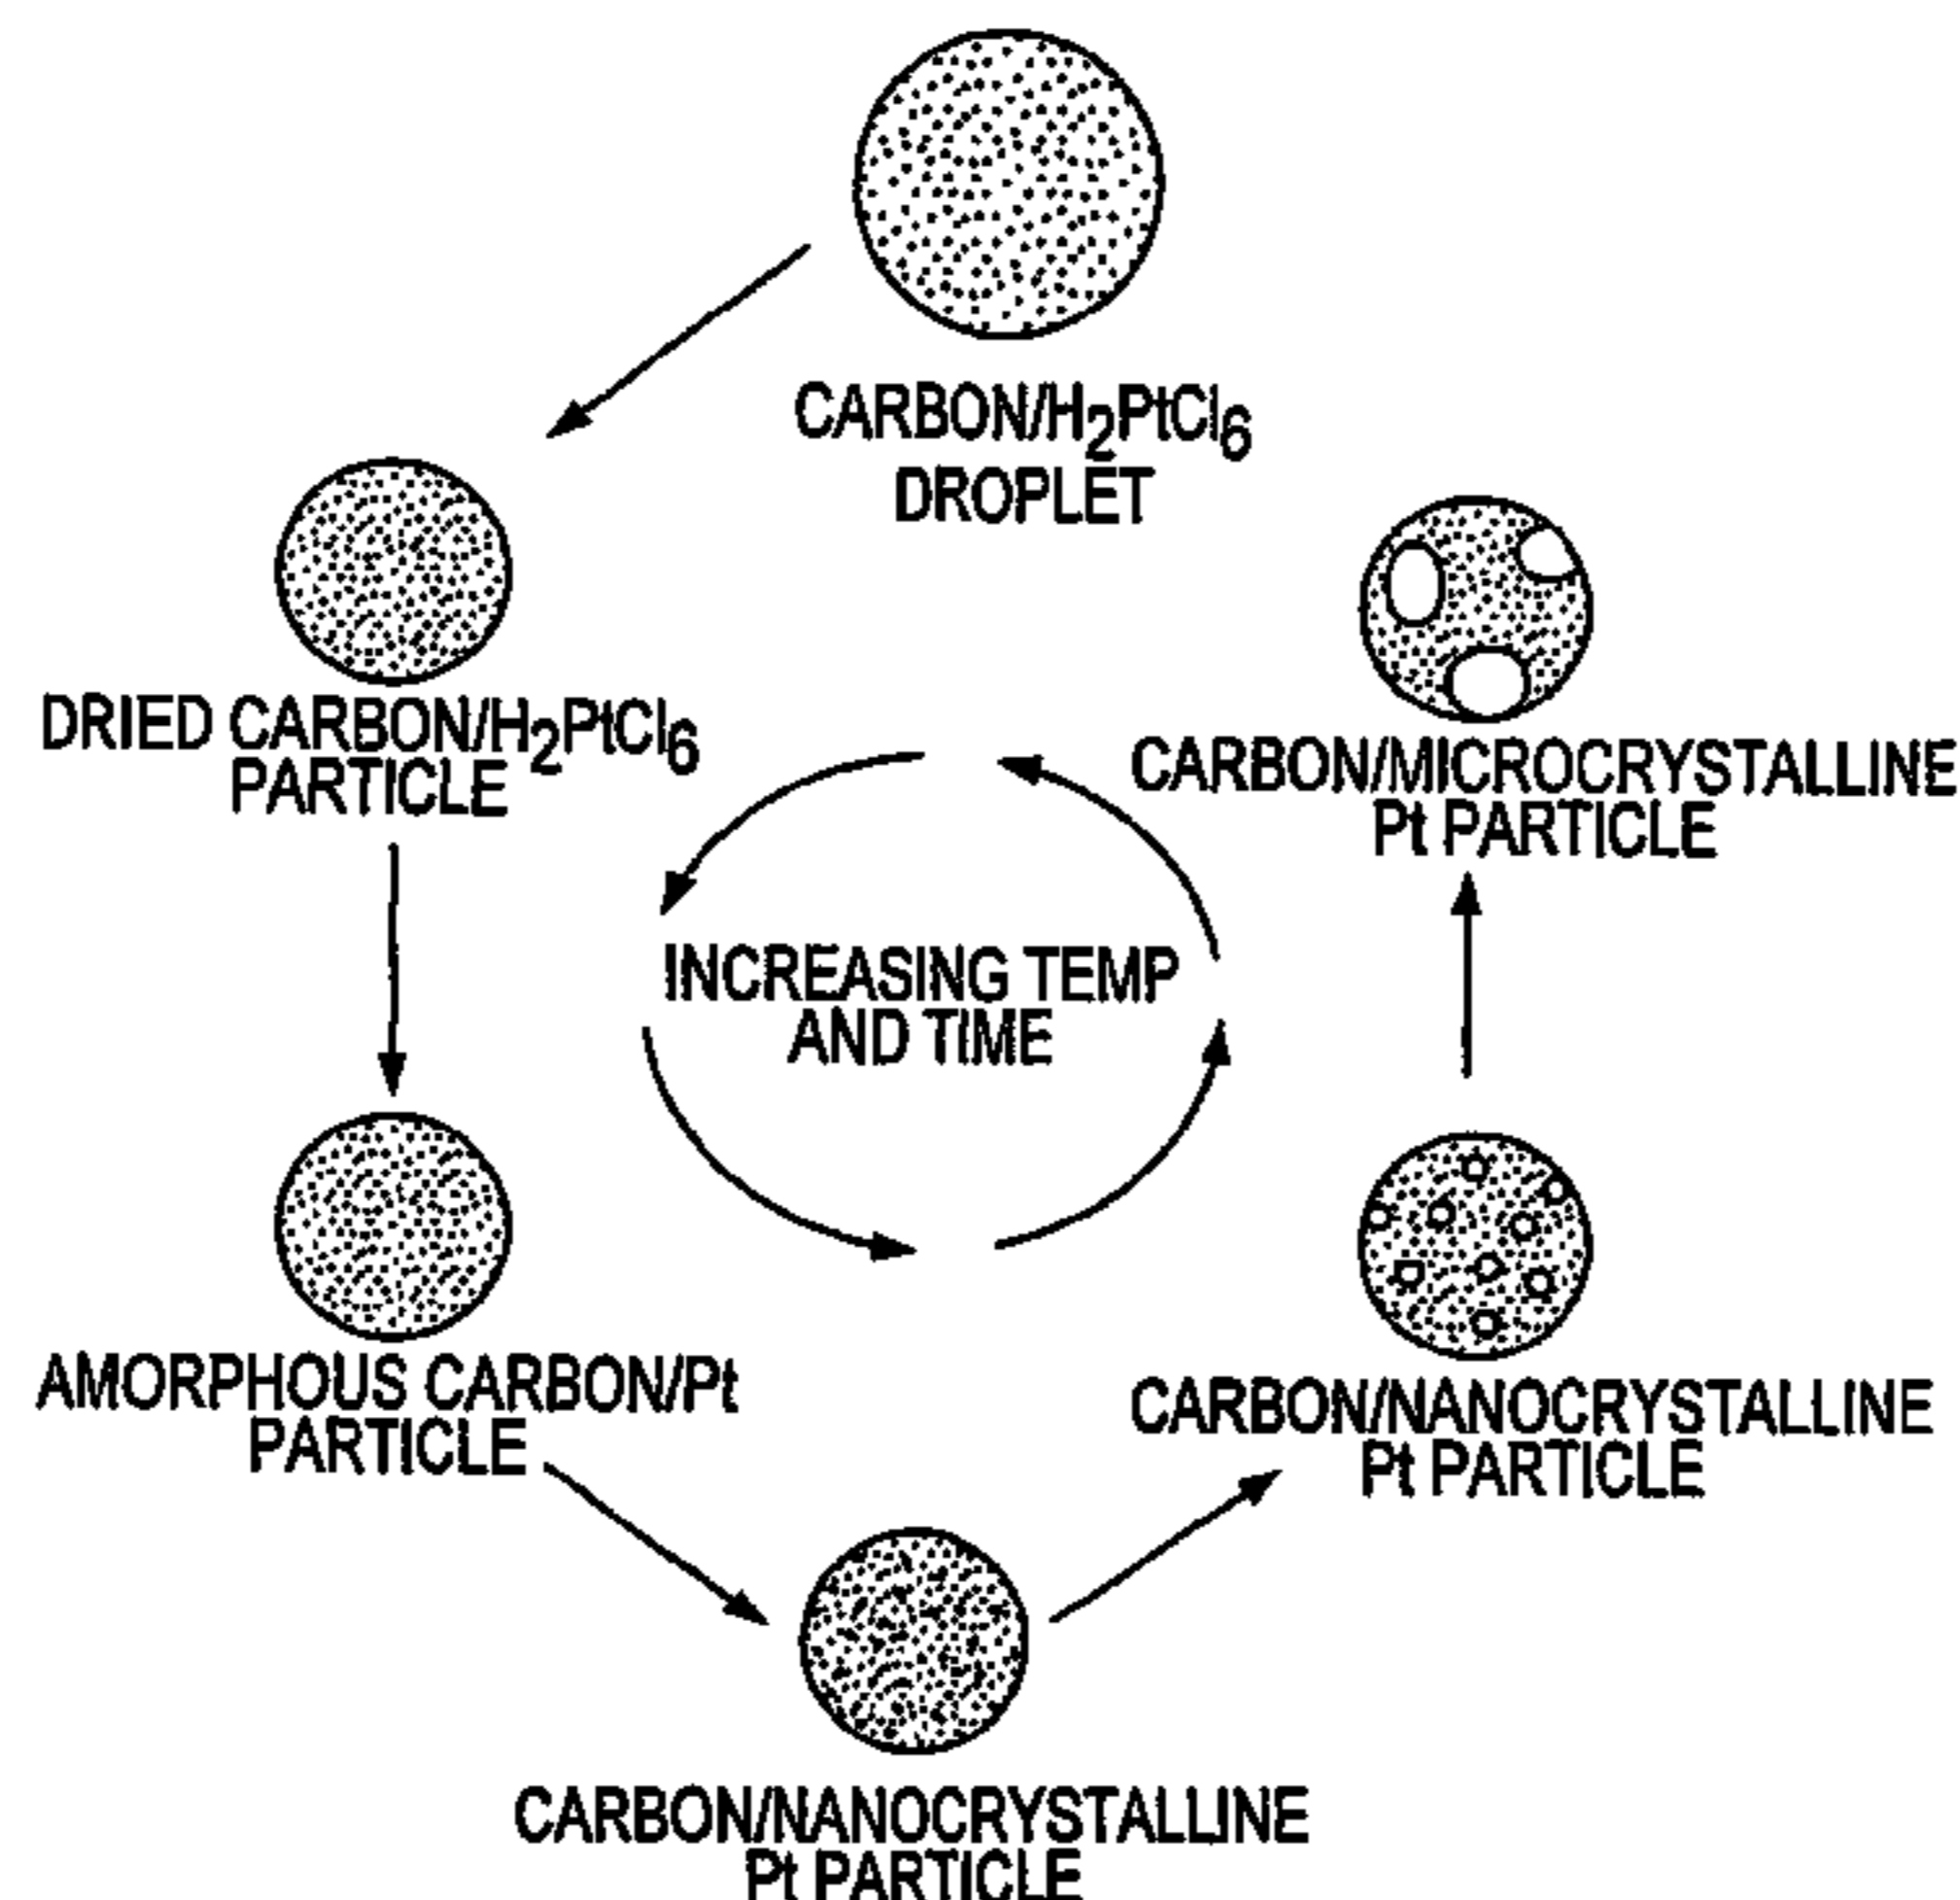 CARBON/H₂PtCl₆
DROPLET
DRIED CARBON/H₂PtCl₆
PARTICLE
CARBON/MICROCRYSTALLINE
Pt PARTICLE
INCREASING TEMP
AND TIME
AMORPHOUS CARBON/Pt
PARTICLE
CARBON/NANOCRYSTALLINE
Pt PARTICLE
CARBON/NANOCRYSTALLINE
Pt PARTICLE